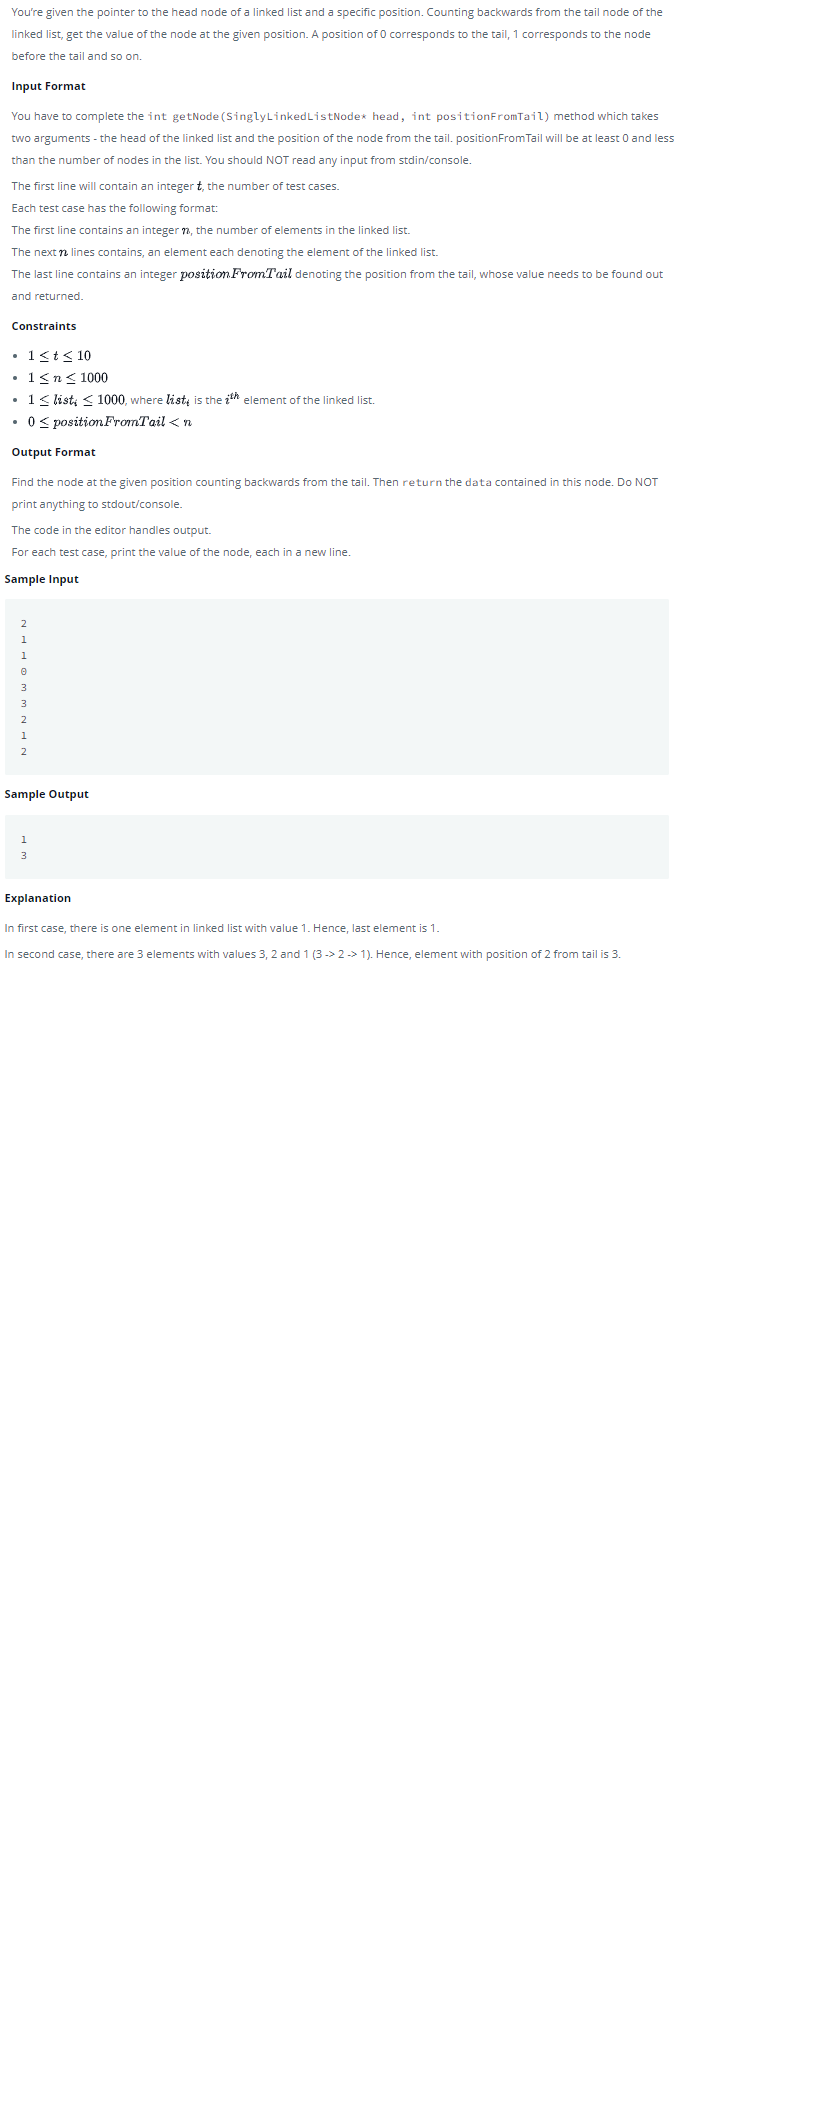 You're given the pointer to the head node of a linked list and a specific position. Counting backwards from the tail node of the
linked list, get the value of the node at the given position. A position of 0 corresponds to the tail, 1 corresponds to the node
before the tail and so on.
Input Format
You have to complete the int getNode(SinglyLinkedListNode* head, int positionFromTail) method which takes
two arguments - the head of the linked list and the position of the node from the tail. positionFromTail will be at least 0 and less
than the number of nodes in the list. You should NOT read any input from stdin/console.
The first line will contain an integer t, the number of test cases.
Each test case has the following format:
The first line contains an integer n, the number of elements in the linked list.
The next n lines contains, an element each denoting the element of the linked list.
The last line contains an integer positionFromTail denoting the position from the tail, whose value needs to be found out
and returned.
Constraints
• 1 ≤ t ≤ 10
• 1 ≤ n ≤ 1000
• 1 ≤ listᵢ ≤ 1000, where listᵢ is the iᵗʰ element of the linked list.
• 0 ≤ positionFromTail < n
Output Format
Find the node at the given position counting backwards from the tail. Then return the data contained in this node. Do NOT
print anything to stdout/console.
The code in the editor handles output.
For each test case, print the value of the node, each in a new line.
Sample Input
2
1
1
0
3
3
2
1
2
Sample Output
1
3
Explanation
In first case, there is one element in linked list with value 1. Hence, last element is 1.
In second case, there are 3 elements with values 3, 2 and 1 (3 -> 2 -> 1). Hence, element with position of 2 from tail is 3.